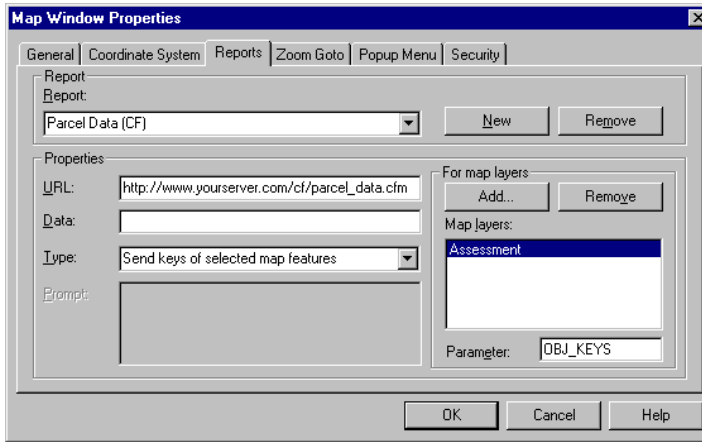 Map Window Properties
General Coordinate System Reports Zoom Goto Popup Menu Security
Report
Report:
Parcel Data (CF)
New
Remove
Properties
URL:
http://www.yourserver.com/cf/parcel_data.cfm
Data:
Type:
Send keys of selected map features
Prompt:
For map layers
Add...
Remove
Map layers:
Assessment
Parameter:
OBJ_KEYS
OK
Cancel
Help